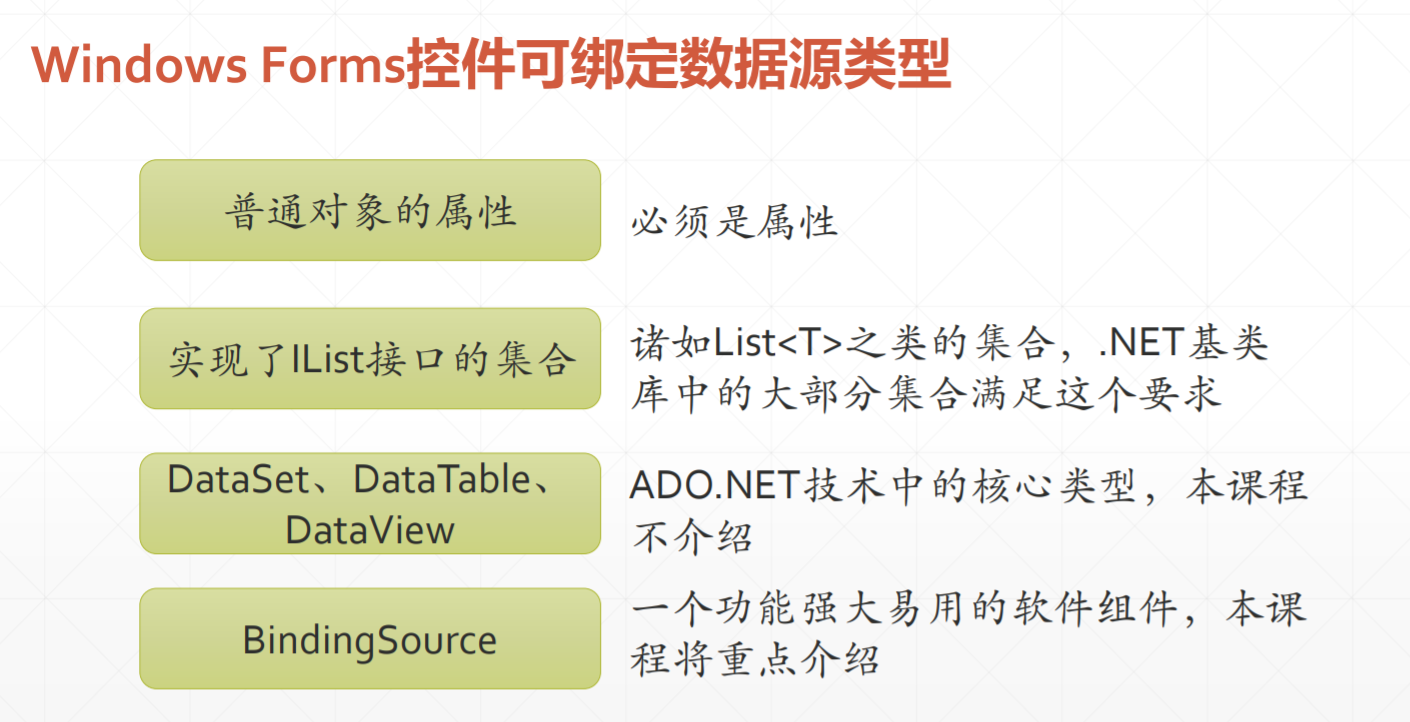 Windows Forms控件可绑定数据源类型
普通对象的属性
必须是属性
实现了IList接口的集合
诸如List<T>之类的集合，.NET基类
库中的大部分集合满足这个要求
DataSet、DataTable、
DataView
ADO.NET技术中的核心类型，本课程
不介绍
BindingSource
一个功能强大易用的软件组件，本课
程将重点介绍